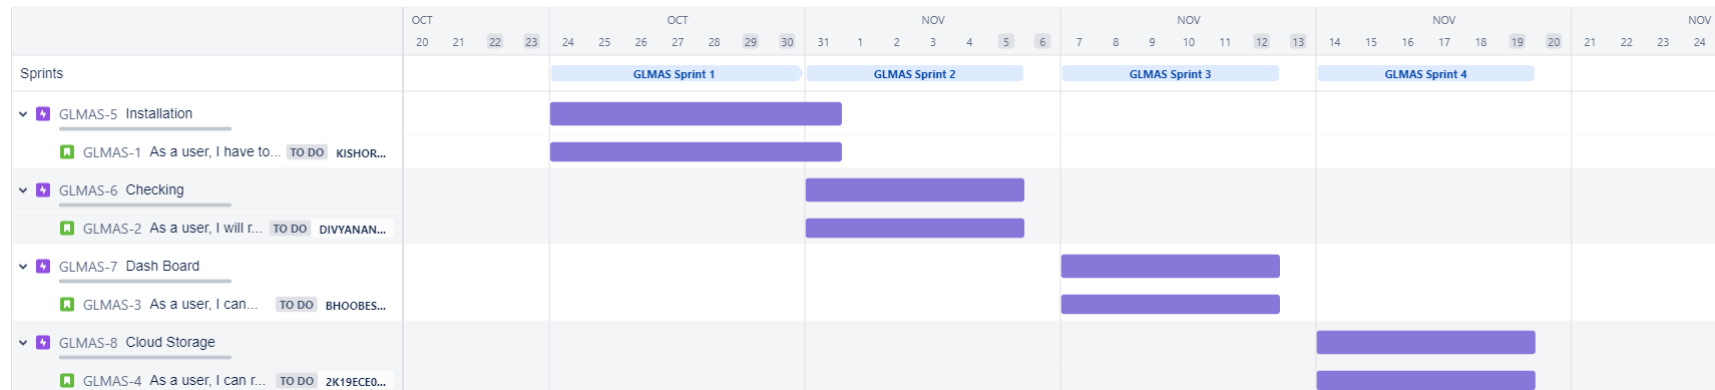 OCT OCT NOV NOV NOV NOV
20 21 22 23 24 25 26 27 28 29 30 31 1 2 3 4 5 6 7 8 9 10 11 12 13 14 15 16 17 18 19 20 21 22 23 24
Sprints GLMAS Sprint 1 GLMAS Sprint 2 GLMAS Sprint 3 GLMAS Sprint 4
GLMAS-5 Installation
GLMAS-1 As a user, I have to... TO DO KISHOR...
GLMAS-6 Checking
GLMAS-2 As a user, I will r... TO DO DIVYANAN...
GLMAS-7 Dash Board
GLMAS-3 As a user, I can... TO DO BHOOBES...
GLMAS-8 Cloud Storage
GLMAS-4 As a user, I can r... TO DO 2K19ECE0...